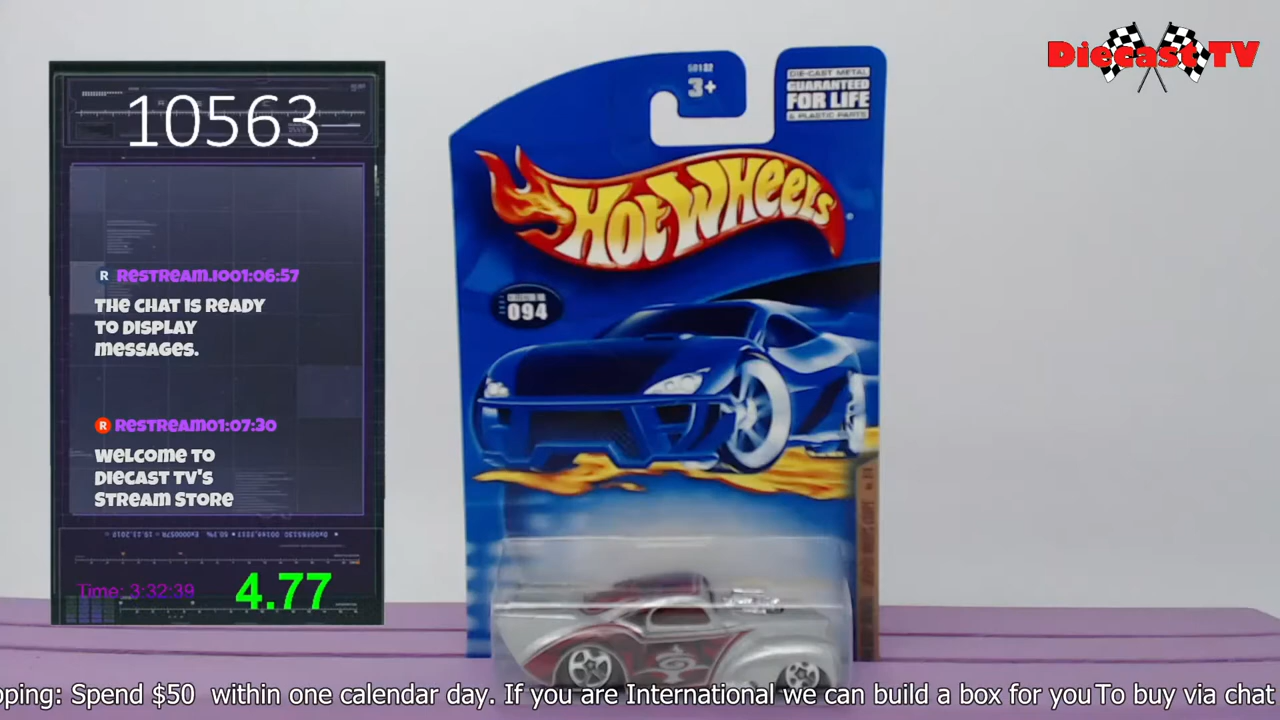 Diecast TV
10563
50132
3+
DIE-CAST METAL
GUARANTEED
FOR LIFE
& PLASTIC PARTS
HOT WHEELS
COLLECTOR NO.
094
Restream.io01:06:57
The chat is ready
to display
messages.
Restream01:07:30
Welcome to
Diecast TV's
Stream Store
Time: 3:32:39
4.77
pping: Spend $50 within one calendar day. If you are International we can build a box for you To buy via chat